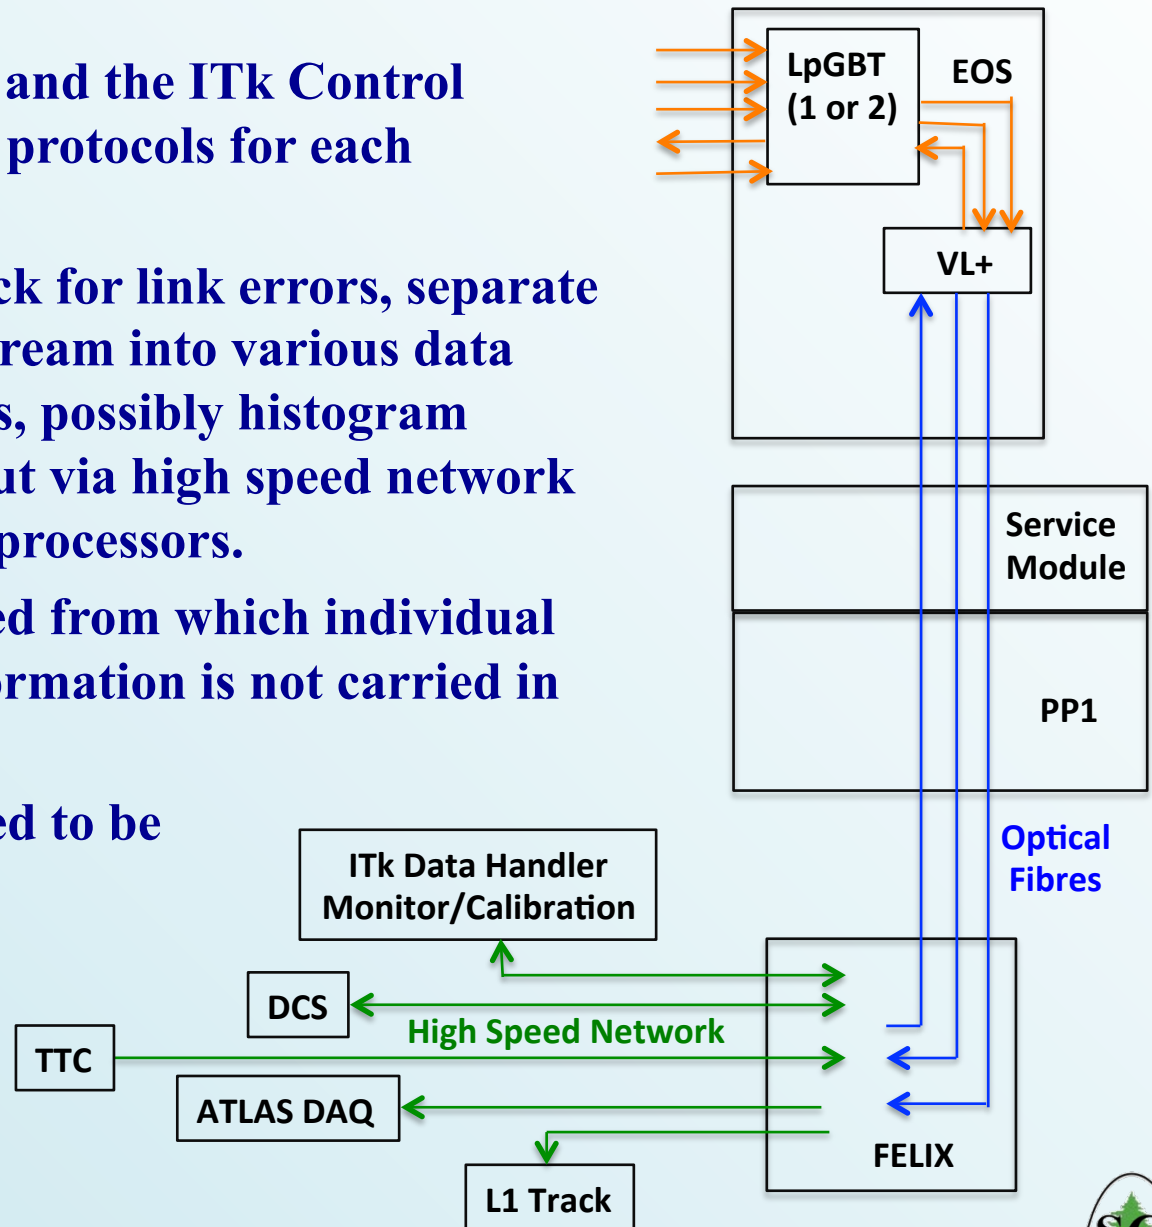 and the ITk Control
protocols for each
ck for link errors, separate
ream into various data
s, possibly histogram
ut via high speed network
processors.
ed from which individual
ormation is not carried in
ed to be
LpGBT
(1 or 2)
EOS
VL+
Service
Module
PP1
Optical
Fibres
ITk Data Handler
Monitor/Calibration
DCS
High Speed Network
TTC
ATLAS DAQ
FELIX
L1 Track